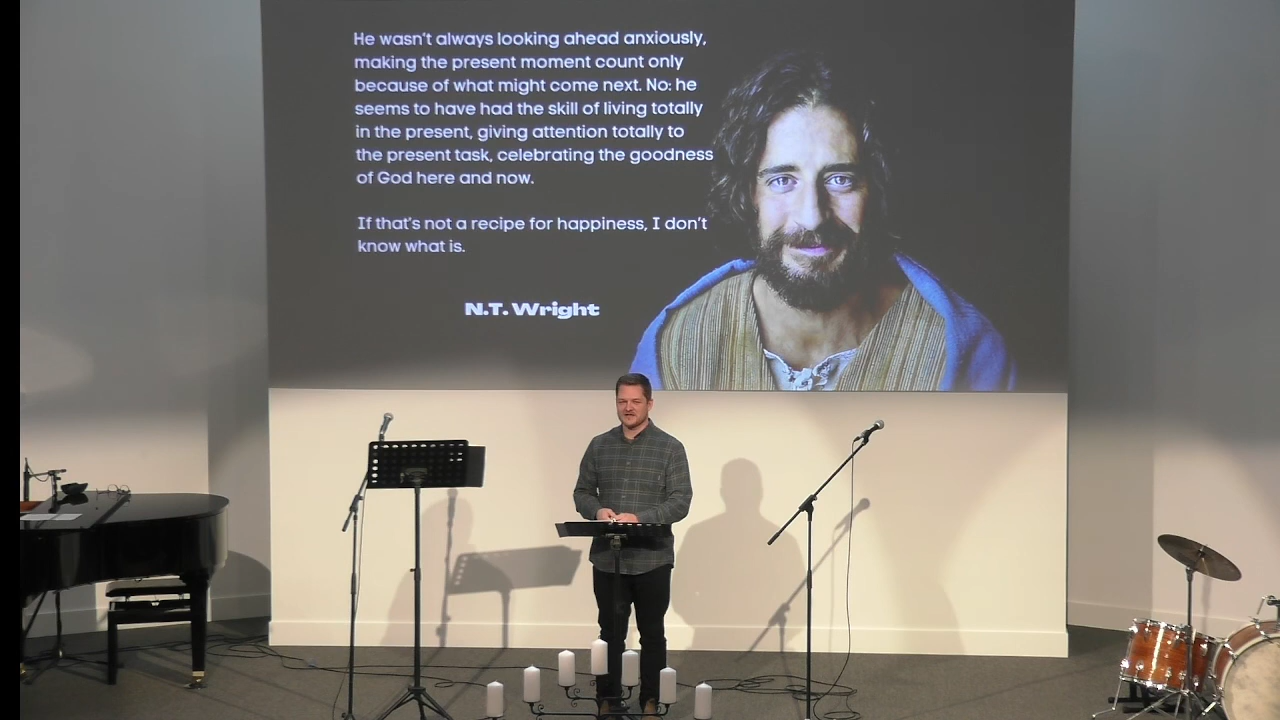 He wasn't always looking ahead anxiously,
making the present moment count only
because of what might come next. No: he
seems to have had the skill of living totally
in the present, giving attention totally to
the present task, celebrating the goodness
of God here and now.
If that's not a recipe for happiness, I don't
know what is.
N.T. Wright